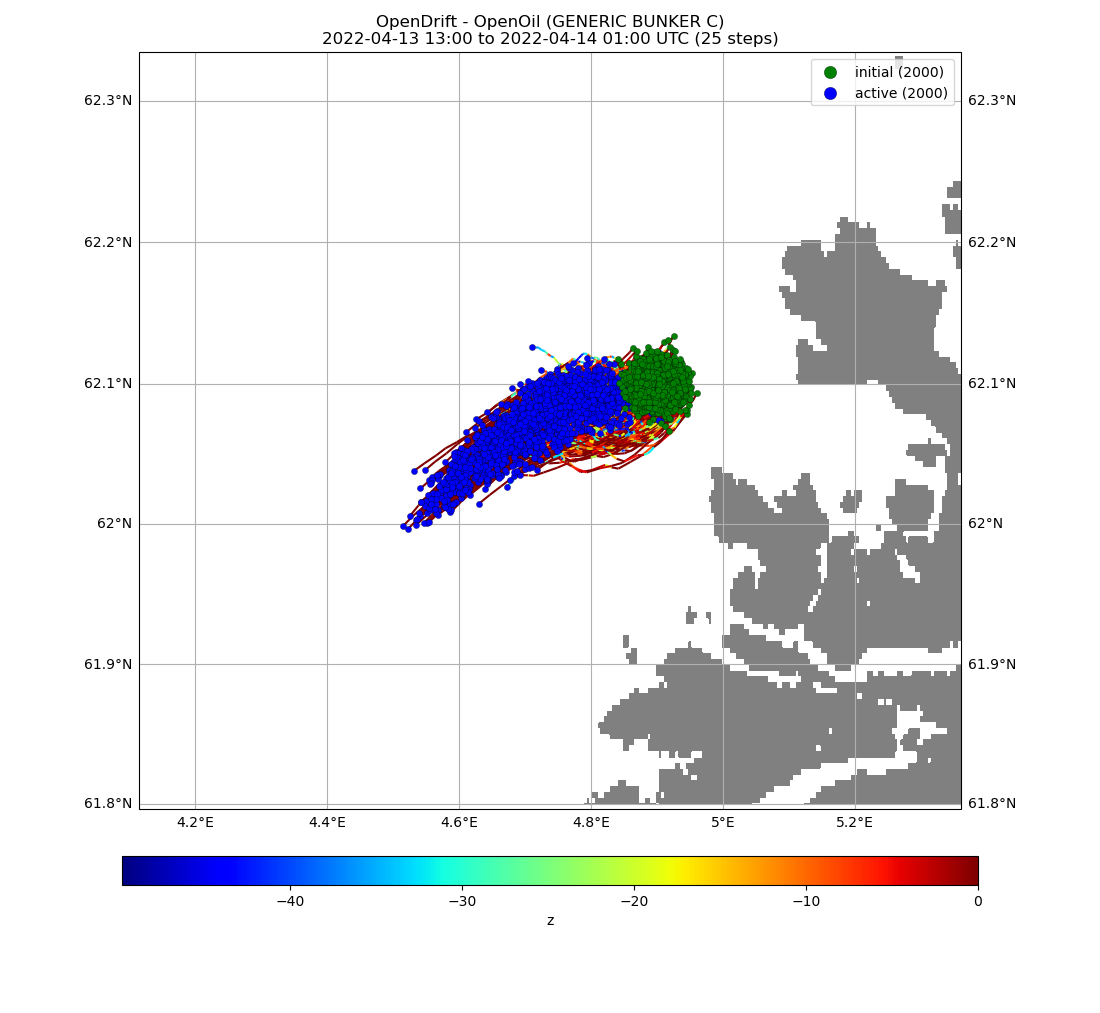 OpenDrift - OpenOil (GENERIC BUNKER C)
2022-04-13 13:00 to 2022-04-14 01:00 UTC (25 steps)
initial (2000)
active (2000)
62.3°N 62.3°N
62.2°N 62.2°N
62.1°N 62.1°N
62°N 62°N
61.9°N 61.9°N
61.8°N 61.8°N
4.2°E 4.4°E 4.6°E 4.8°E 5°E 5.2°E
−40 −30 −20 −10 0
z